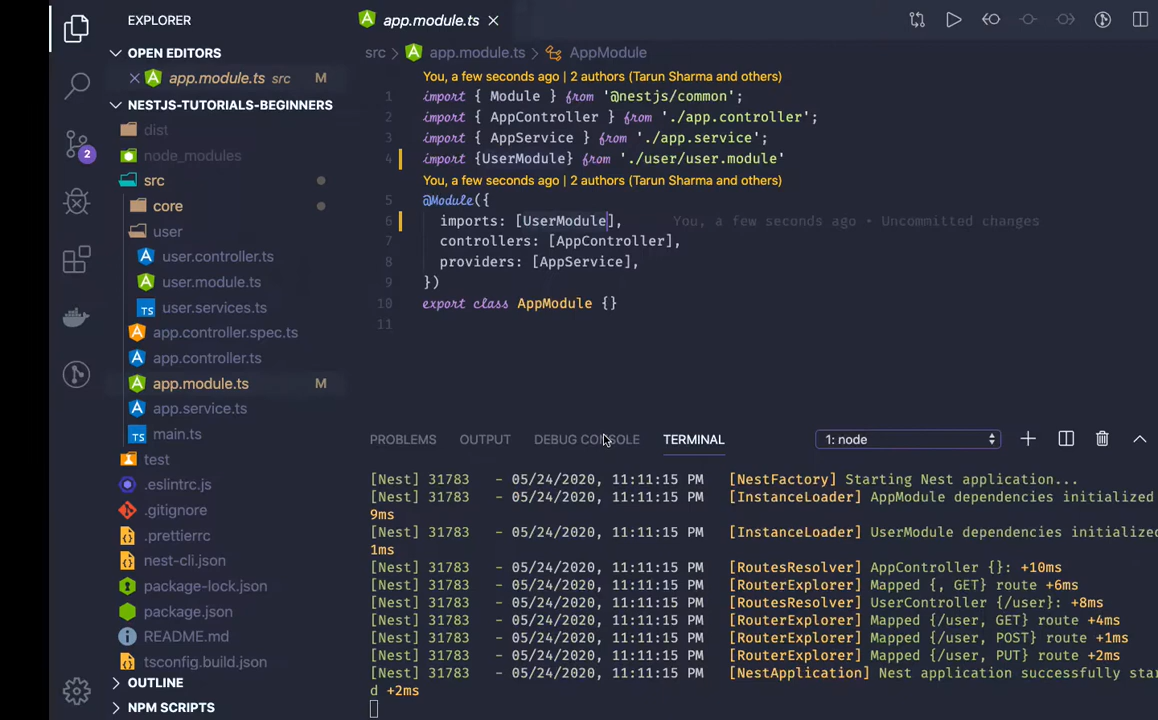 EXPLORER
OPEN EDITORS
app.module.ts src M
NESTJS-TUTORIALS-BEGINNERS
dist
node_modules
src
core
user
user.controller.ts
user.module.ts
TS user.services.ts
app.controller.spec.ts
app.controller.ts
app.module.ts M
app.service.ts
TS main.ts
test
.eslintrc.js
.gitignore
.prettierrc
nest-cli.json
package-lock.json
package.json
README.md
tsconfig.build.json
OUTLINE
NPM SCRIPTS
2
app.module.ts
src > app.module.ts > AppModule
You, a few seconds ago | 2 authors (Tarun Sharma and others)
1 import { Module } from '@nestjs/common';
2 import { AppController } from './app.controller';
3 import { AppService } from './app.service';
4 import {UserModule} from './user/user.module'
You, a few seconds ago | 2 authors (Tarun Sharma and others)
5 @Module({
6 imports: [UserModule], You, a few seconds ago • Uncommitted changes
7 controllers: [AppController],
8 providers: [AppService],
9 })
10 export class AppModule {}
11
PROBLEMS OUTPUT DEBUG CONSOLE TERMINAL 1: node
[Nest] 31783 - 05/24/2020, 11:11:15 PM [NestFactory] Starting Nest application...
[Nest] 31783 - 05/24/2020, 11:11:15 PM [InstanceLoader] AppModule dependencies initialized
9ms
[Nest] 31783 - 05/24/2020, 11:11:15 PM [InstanceLoader] UserModule dependencies initialized
1ms
[Nest] 31783 - 05/24/2020, 11:11:15 PM [RoutesResolver] AppController {}: +10ms
[Nest] 31783 - 05/24/2020, 11:11:15 PM [RouterExplorer] Mapped {, GET} route +6ms
[Nest] 31783 - 05/24/2020, 11:11:15 PM [RoutesResolver] UserController {/user}: +8ms
[Nest] 31783 - 05/24/2020, 11:11:15 PM [RouterExplorer] Mapped {/user, GET} route +4ms
[Nest] 31783 - 05/24/2020, 11:11:15 PM [RouterExplorer] Mapped {/user, POST} route +1ms
[Nest] 31783 - 05/24/2020, 11:11:15 PM [RouterExplorer] Mapped {/user, PUT} route +2ms
[Nest] 31783 - 05/24/2020, 11:11:15 PM [NestApplication] Nest application successfully star
d +2ms